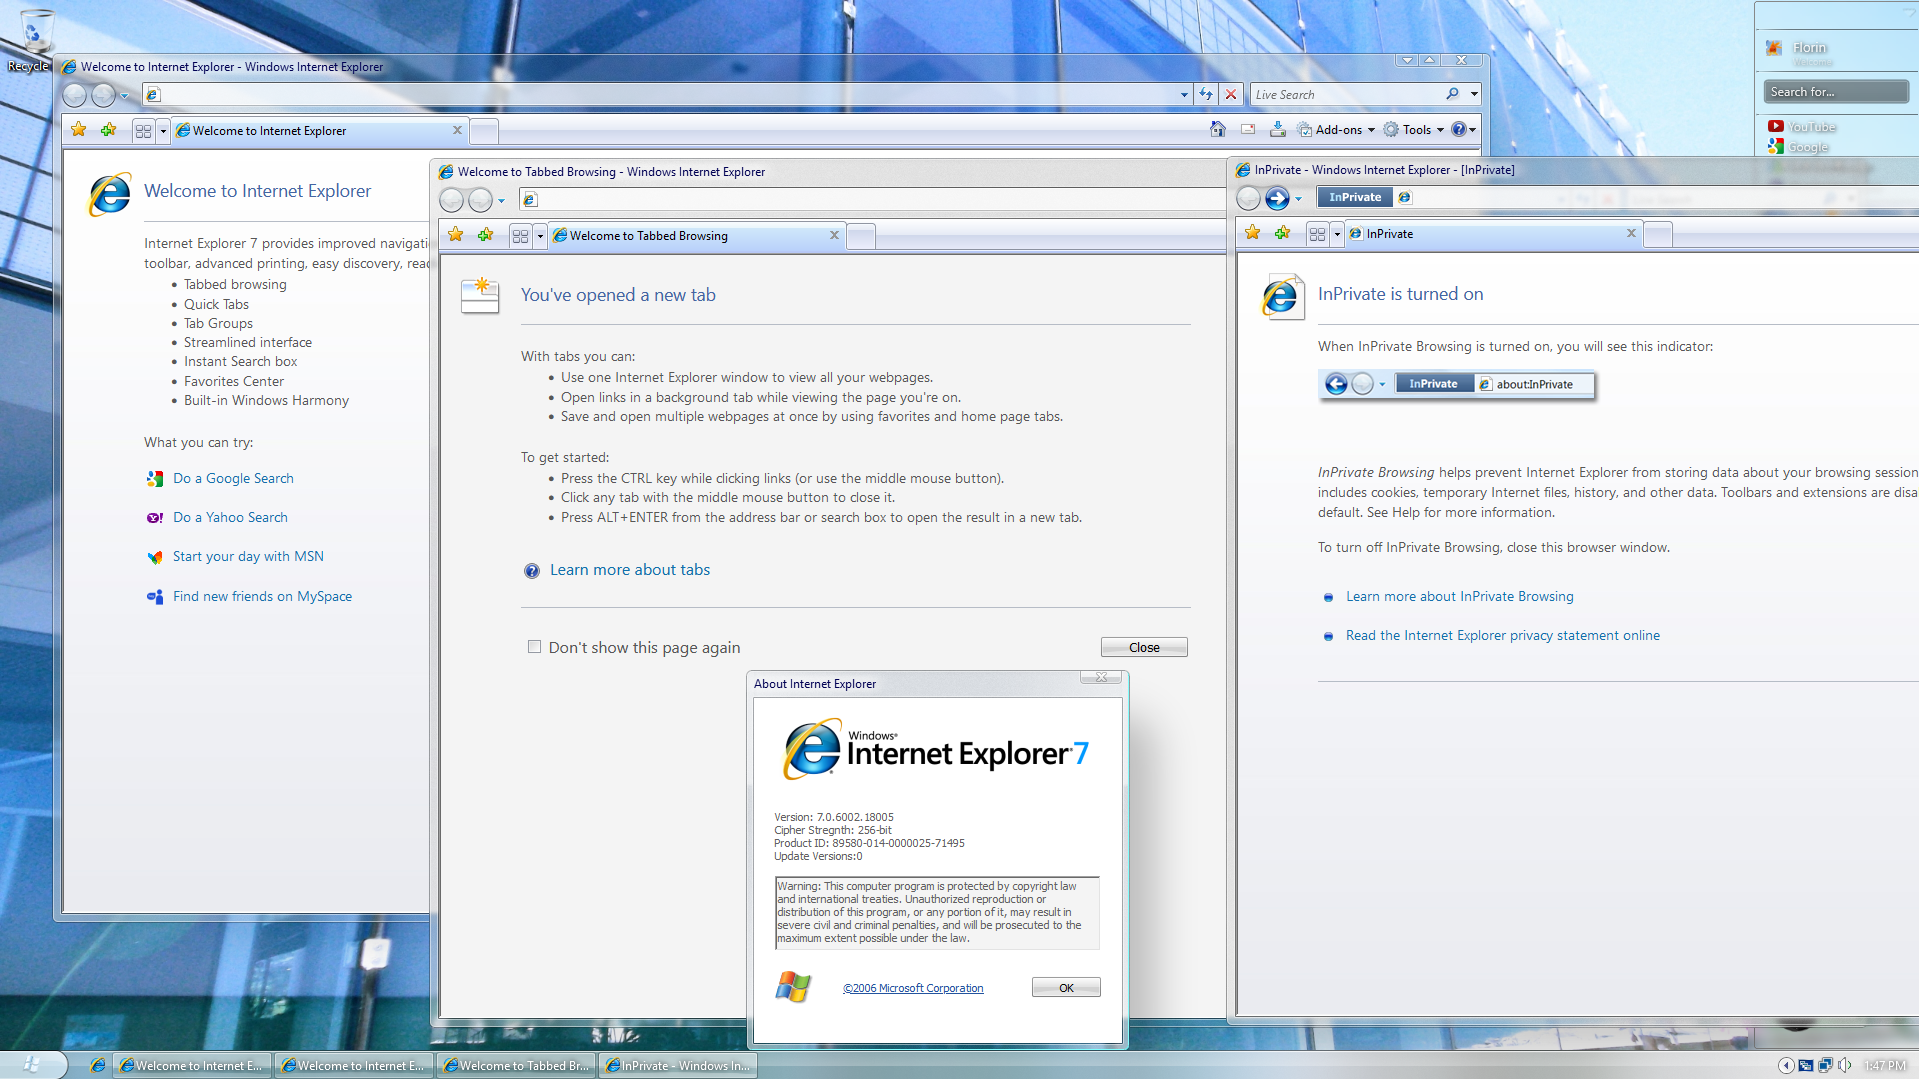 Recycle
Welcome to Internet Explorer - Windows Internet Explorer
Live Search
Welcome to Internet Explorer
Add-ons
Tools
Welcome to Internet Explorer
Internet Explorer 7 provides improved navigati
toolbar, advanced printing, easy discovery, read
• Tabbed browsing
• Quick Tabs
• Tab Groups
• Streamlined interface
• Instant Search box
• Favorites Center
• Built-in Windows Harmony
What you can try:
Do a Google Search
Do a Yahoo Search
Start your day with MSN
Find new friends on MySpace
Welcome to Tabbed Browsing - Windows Internet Explorer
Welcome to Tabbed Browsing
You've opened a new tab
With tabs you can:
• Use one Internet Explorer window to view all your webpages.
• Open links in a background tab while viewing the page you're on.
• Save and open multiple webpages at once by using favorites and home page tabs.
To get started:
• Press the CTRL key while clicking links (or use the middle mouse button).
• Click any tab with the middle mouse button to close it.
• Press ALT+ENTER from the address bar or search box to open the result in a new tab.
Learn more about tabs
Don't show this page again
Close
About Internet Explorer
Windows®
Internet Explorer 7
Version: 7.0.6002.18005
Cipher Stregnth: 256-bit
Product ID: 89580-014-0000025-71495
Update Versions:0
Warning: This computer program is protected by copyright law
and international treaties. Unauthorized reproduction or
distribution of this program, or any portion of it, may result in
severe civil and criminal penalties, and will be prosecuted to the
maximum extent possible under the law.
©2006 Microsoft Corporation
OK
Florin
Welcome
Search for...
YouTube
Google
InPrivate - Windows Internet Explorer - [InPrivate]
InPrivate
InPrivate
InPrivate is turned on
When InPrivate Browsing is turned on, you will see this indicator:
InPrivate
about:InPrivate
InPrivate Browsing helps prevent Internet Explorer from storing data about your browsing session
includes cookies, temporary Internet files, history, and other data. Toolbars and extensions are disa
default. See Help for more information.
To turn off InPrivate Browsing, close this browser window.
Learn more about InPrivate Browsing
Read the Internet Explorer privacy statement online
Welcome to Internet E...
Welcome to Internet E...
Welcome to Tabbed Br...
InPrivate - Windows In...
1:47 PM